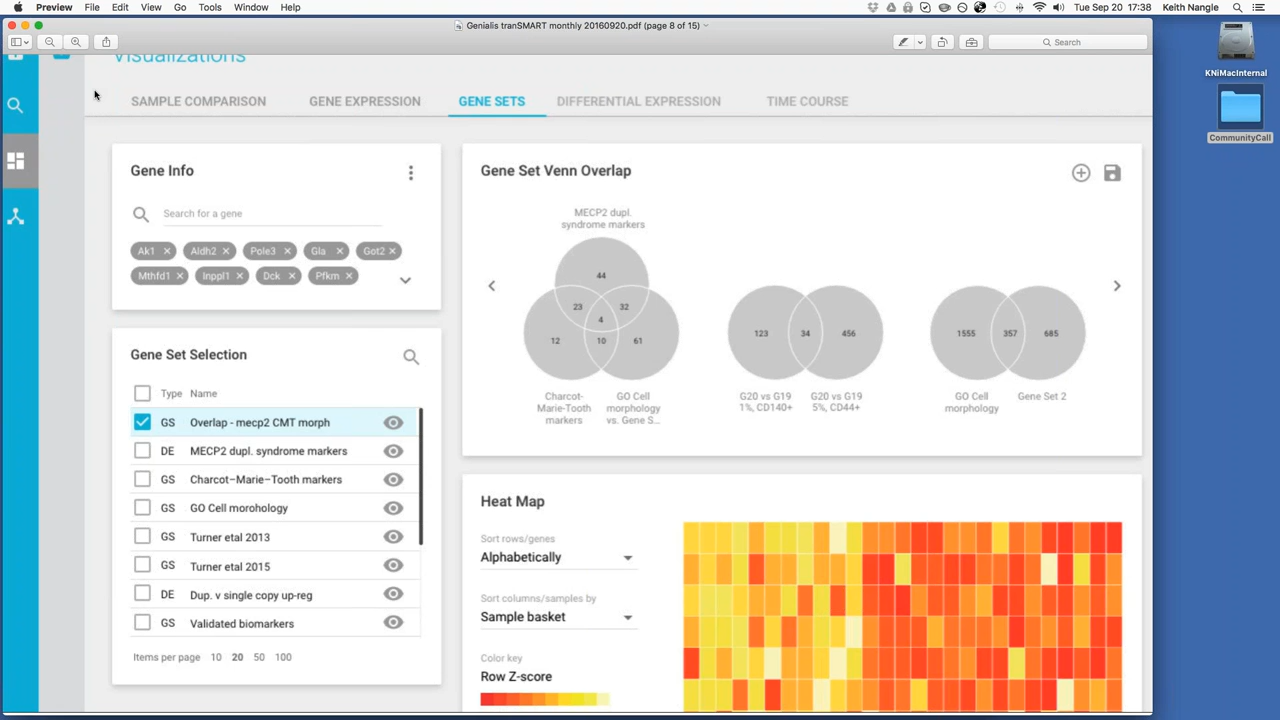 Preview File Edit View Go Tools Window Help
Tue Sep 20 17:38 Keith Nangle
Genialis tranSMART monthly 20160920.pdf (page 8 of 15)
Search
KNiMacInternal
CommunityCall
Visualizations
SAMPLE COMPARISON GENE EXPRESSION GENE SETS DIFFERENTIAL EXPRESSION TIME COURSE
Gene Info
Search for a gene
Ak1 × Aldh2 × Pole3 × Gla × Got2 ×
Mthfd1 × Inppl1 × Dck × Pfkm ×
Gene Set Selection
Type Name
GS Overlap - mecp2 CMT morph
DE MECP2 dupl. syndrome markers
GS Charcot–Marie–Tooth markers
GS GO Cell morohology
GS Turner etal 2013
GS Turner etal 2015
DE Dup. v single copy up-reg
GS Validated biomarkers
Items per page 10 20 50 100
Gene Set Venn Overlap
MECP2 dupl.
syndrome markers
44
23 32
4
12 10 61
Charcot-
Marie-Tooth
markers
GO Cell
morphology
vs. Gene S...
123 34 456
G20 vs G19
1%, CD140+
G20 vs G19
5%, CD44+
1555 357 685
GO Cell
morphology
Gene Set 2
Heat Map
Sort rows/genes
Alphabetically
Sort columns/samples by
Sample basket
Color key
Row Z-score